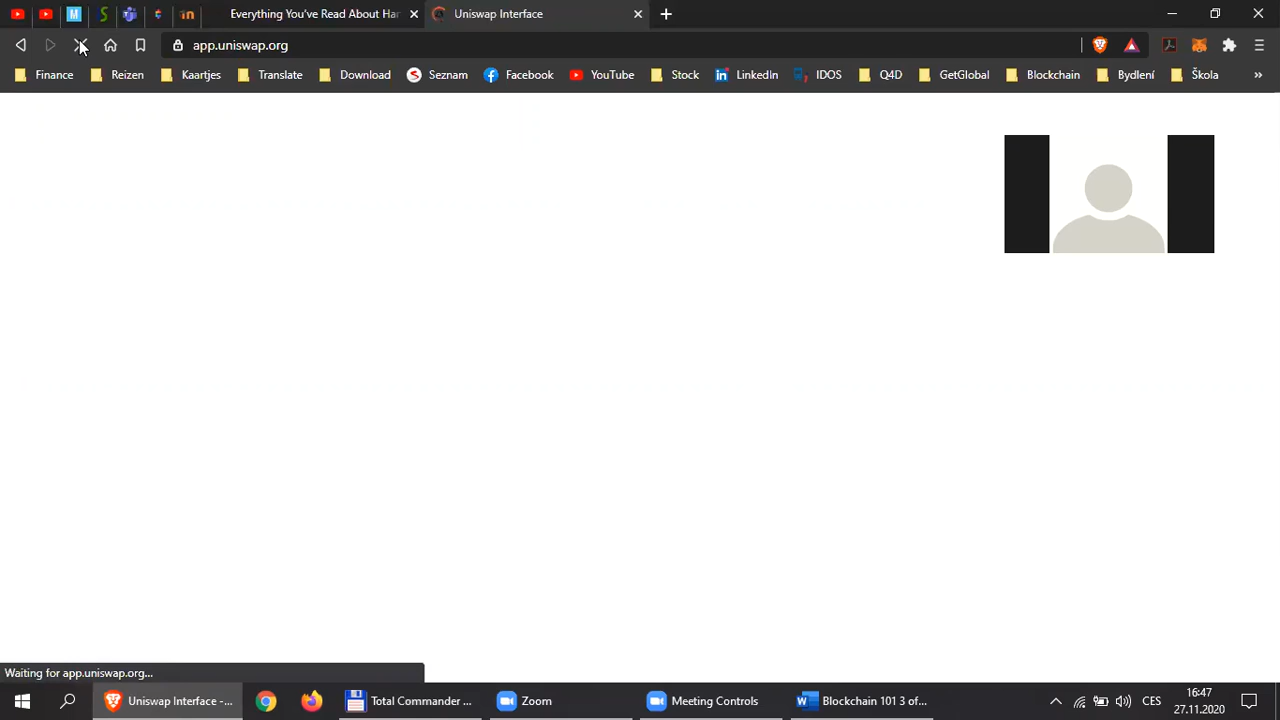 Everything You've Read About Har
Uniswap Interface
app.uniswap.org
Finance
Reizen
Kaartjes
Translate
Download
Seznam
Facebook
YouTube
Stock
LinkedIn
IDOS
Q4D
GetGlobal
Blockchain
Bydlení
Škola
Waiting for app.uniswap.org...
Uniswap Interface -...
Total Commander ...
Zoom
Meeting Controls
Blockchain 101 3 of...
CES
16:47
27.11.2020